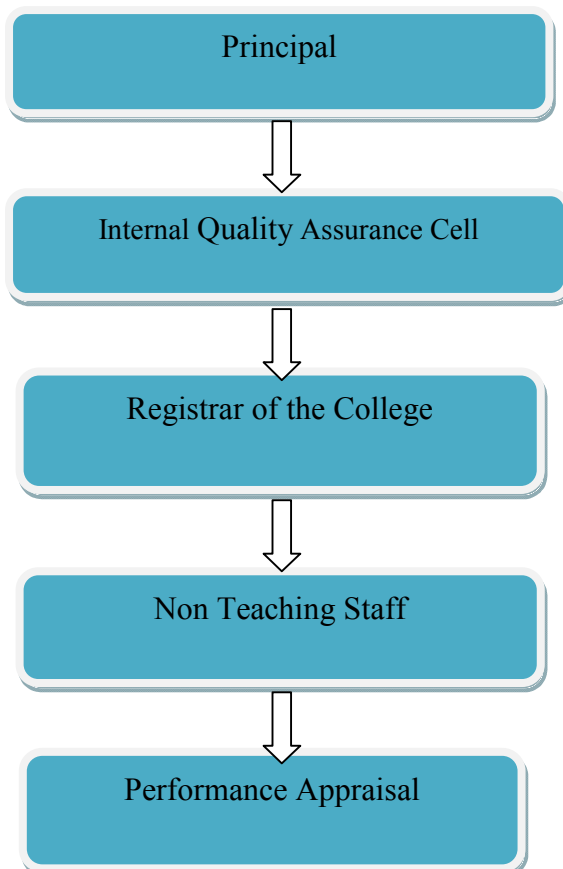 Principal
Internal Quality Assurance Cell
Registrar of the College
Non Teaching Staff
Performance Appraisal